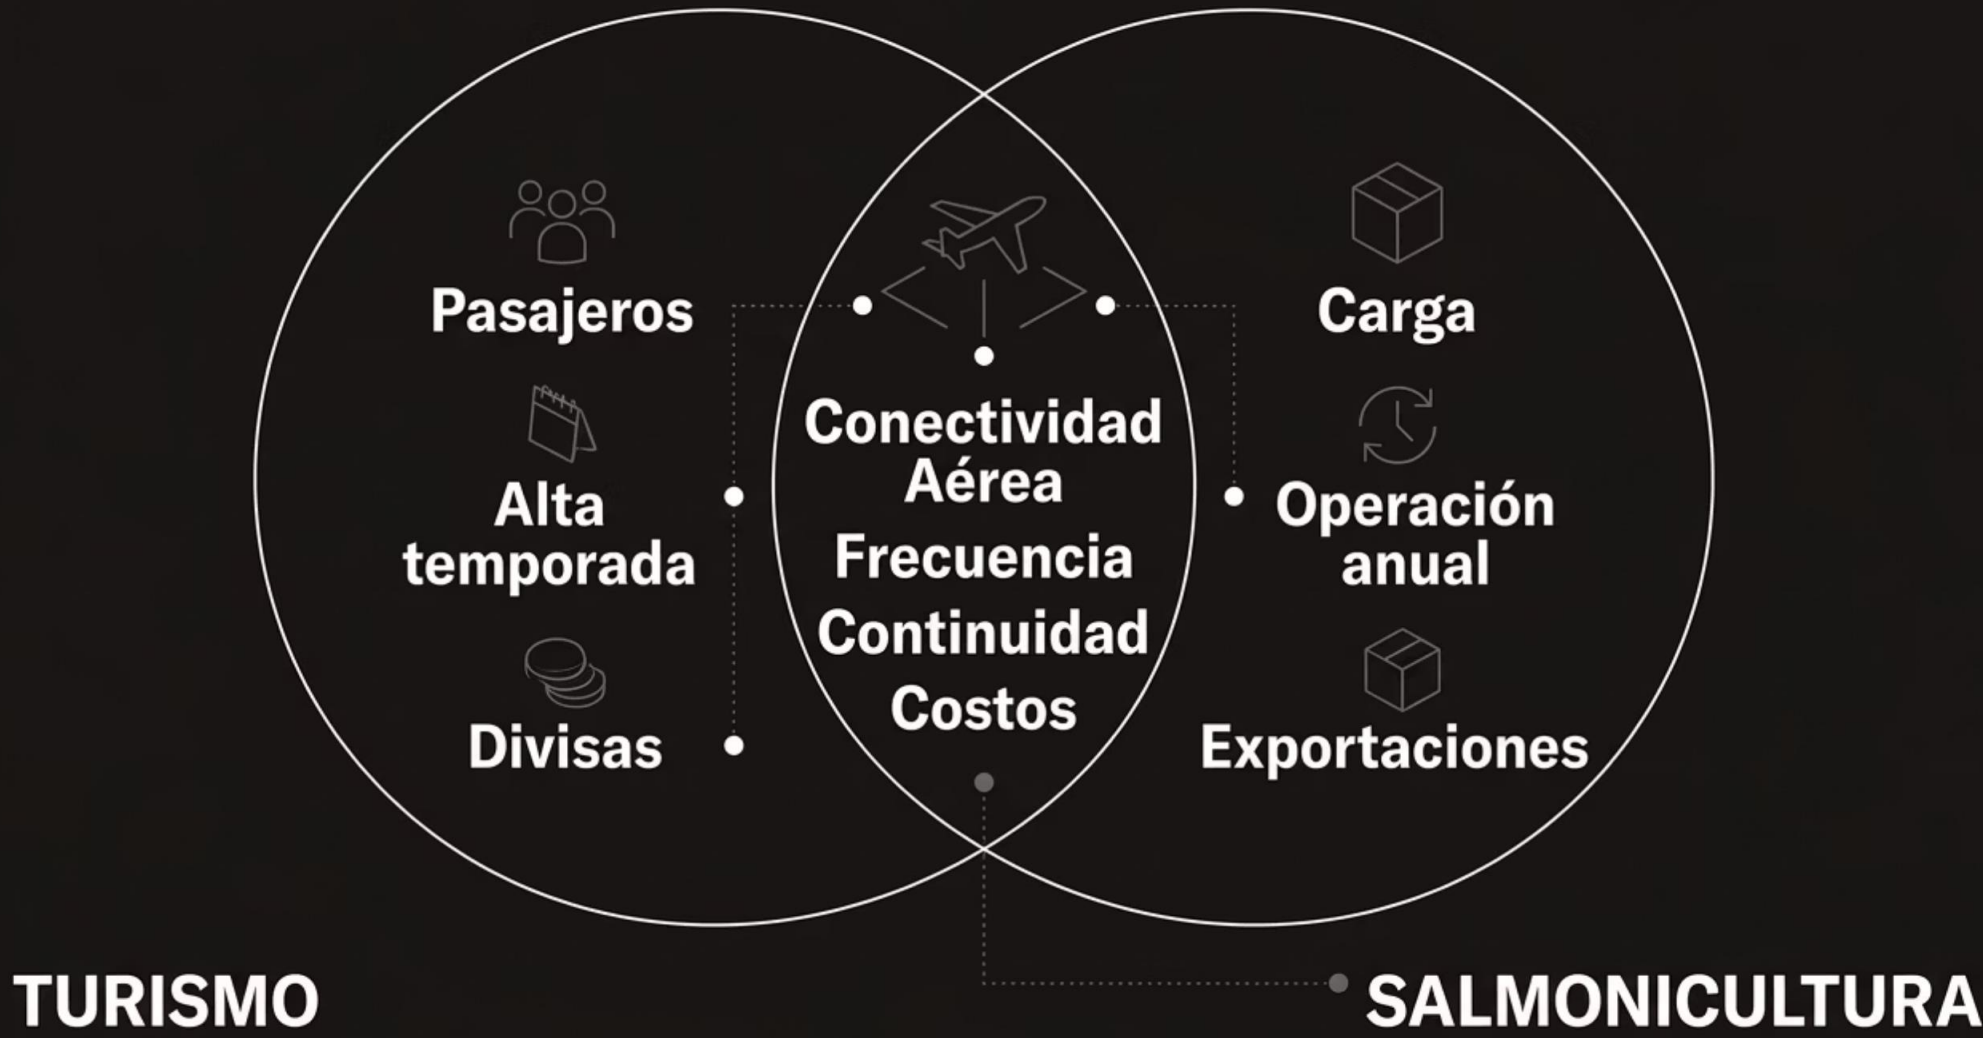 Pasajeros
Alta
temporada
Divisas
Conectividad
Aérea
Frecuencia
Continuidad
Costos
Carga
Operación
anual
Exportaciones
TURISMO
SALMONICULTURA